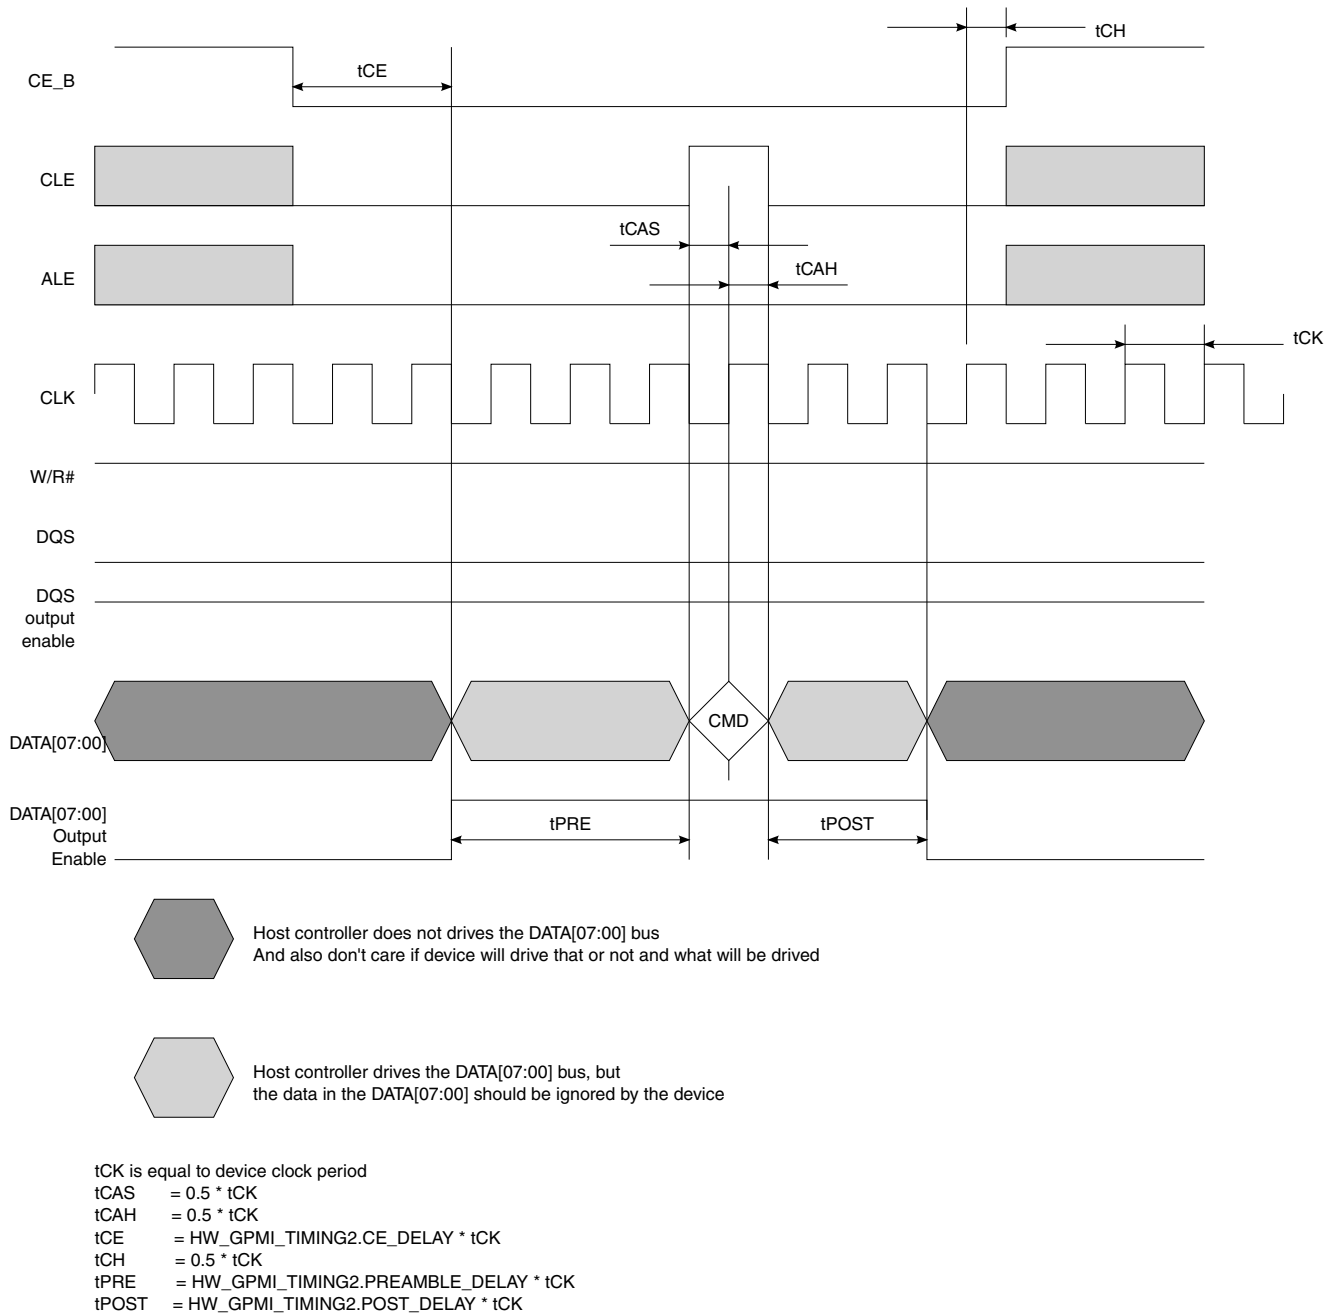 tCH
tCE
CE_B
CLE
tCAS
tCAH
ALE
tCK
CLK
W/R#
DQS
DQS
output
enable
CMD
DATA[07:00]
DATA[07:00]
Output
Enable
tPRE
tPOST
Host controller does not drives the DATA[07:00] bus
And also don't care if device will drive that or not and what will be drived
Host controller drives the DATA[07:00] bus, but
the data in the DATA[07:00] should be ignored by the device
tCK is equal to device clock period
tCAS = 0.5 * tCK
tCAH = 0.5 * tCK
tCE = HW_GPMI_TIMING2.CE_DELAY * tCK
tCH = 0.5 * tCK
tPRE = HW_GPMI_TIMING2.PREAMBLE_DELAY * tCK
tPOST = HW_GPMI_TIMING2.POST_DELAY * tCK